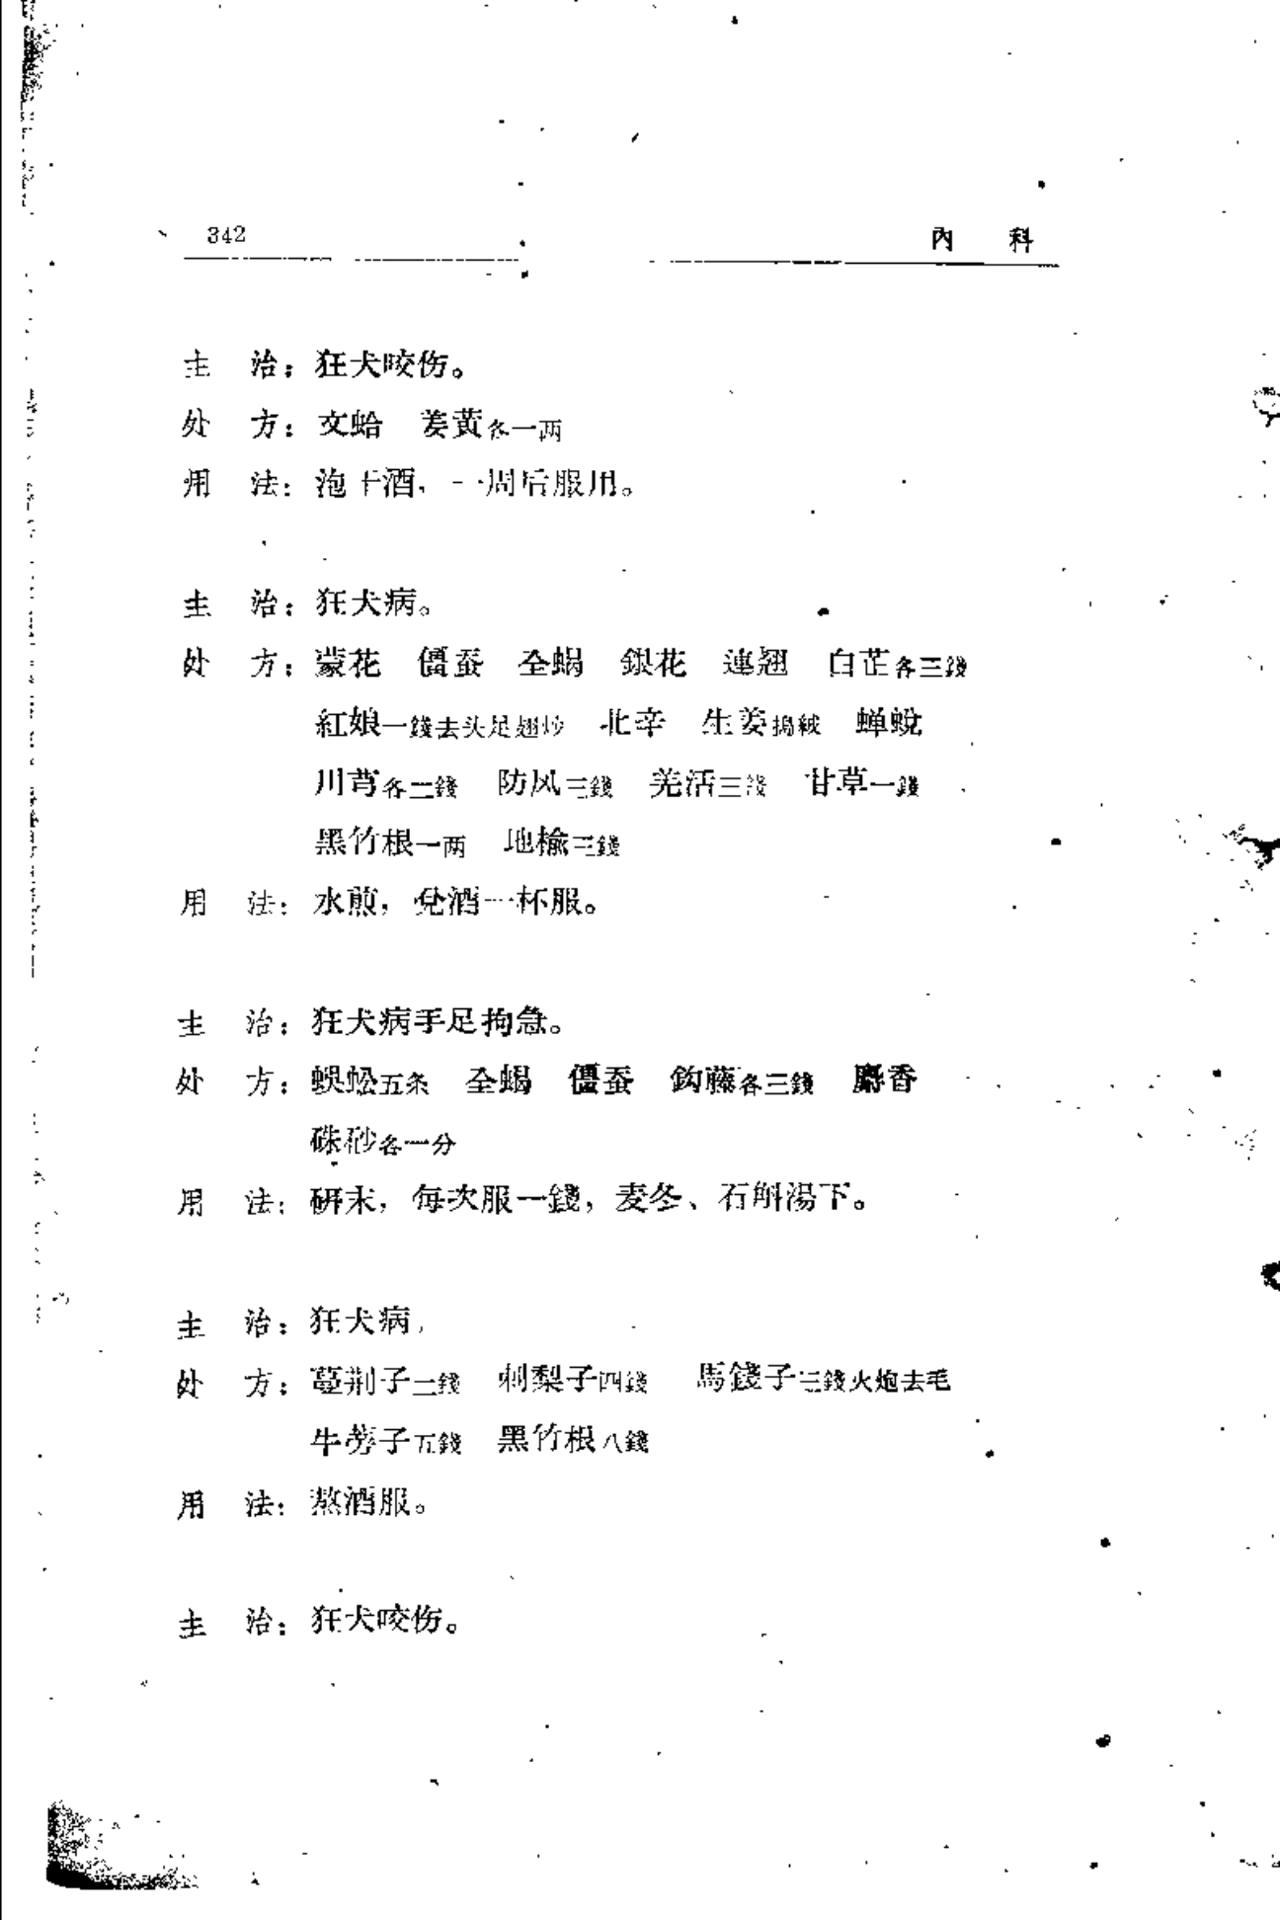 342 內 科
主 治：狂犬咬伤。
处 方：文蛤 姜黄各一两
用 法：泡干酒，一周后服用。
主 治：狂犬病。
处 方：蒙花 僵蚕 全蝎 銀花 連翘 白芷各三錢
紅娘一錢去头足翅炒 北辛 生姜搗絨 蝉蛻
川芎各二錢 防风三錢 羌活三錢 甘草一錢
黑竹根一两 地榆三錢
用 法：水煎，兌酒一杯服。
主 治：狂犬病手足拘急。
处 方：蜈蚣五条 全蝎 僵蚕 鈎藤各三錢 麝香
硃砂各一分
用 法：研末，每次服一錢，麦冬、石斛湯下。
主 治：狂犬病，
处 方：蔓荆子二錢 刺梨子四錢 馬錢子三錢火炮去毛
牛蒡子五錢 黑竹根八錢
用 法：熬酒服。
主 治：狂犬咬伤。